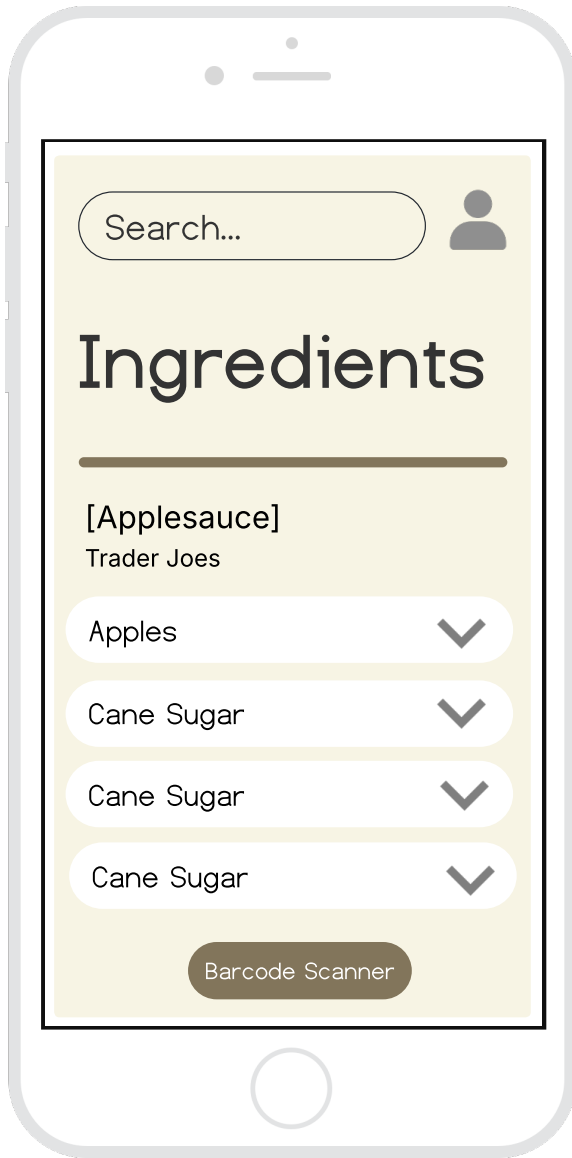 Search...
Ingredients
[Applesauce]
Trader Joes
Apples
Cane Sugar
Cane Sugar
Cane Sugar
Barcode Scanner